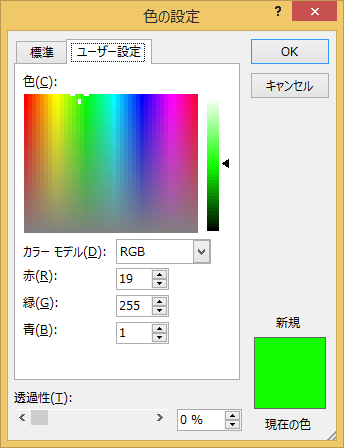 色の設定
?
標準
ユーザー設定
OK
キャンセル
色(C):
カラー モデル(D): RGB
赤(R): 19
緑(G): 255
青(B): 1
新規
現在の色
透過性(T):
0 %